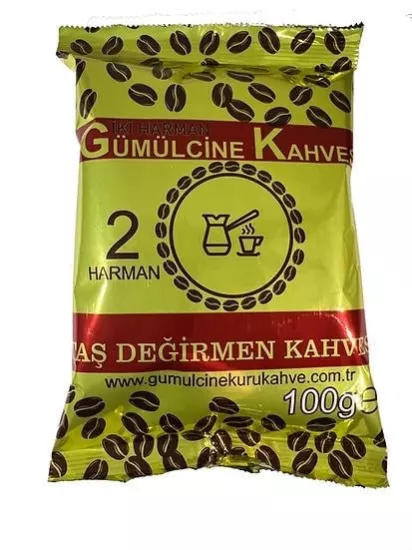 İKİ HARMAN
GÜMÜLCİNE KAHVES
2
HARMAN
TAŞ DEĞİRMEN KAHVES
www.gumulcinekurukahve.com.tr
100g℮